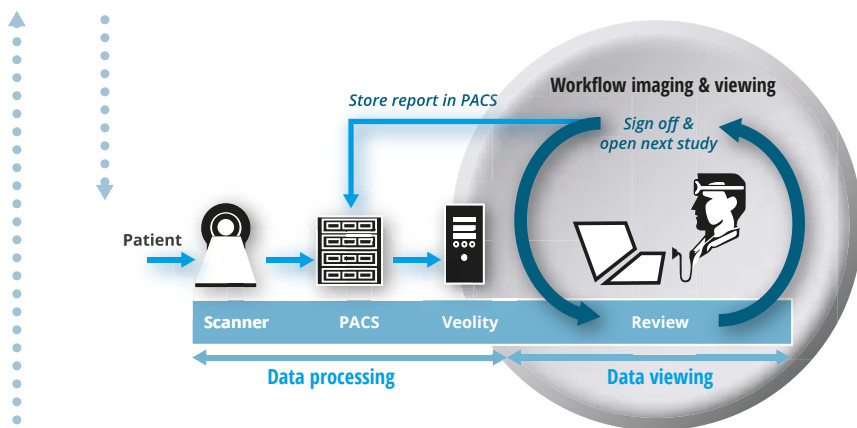 Workflow imaging & viewing
Store report in PACS
Sign off &
open next study
Patient
Scanner
PACS
Veolity
Review
Data processing
Data viewing